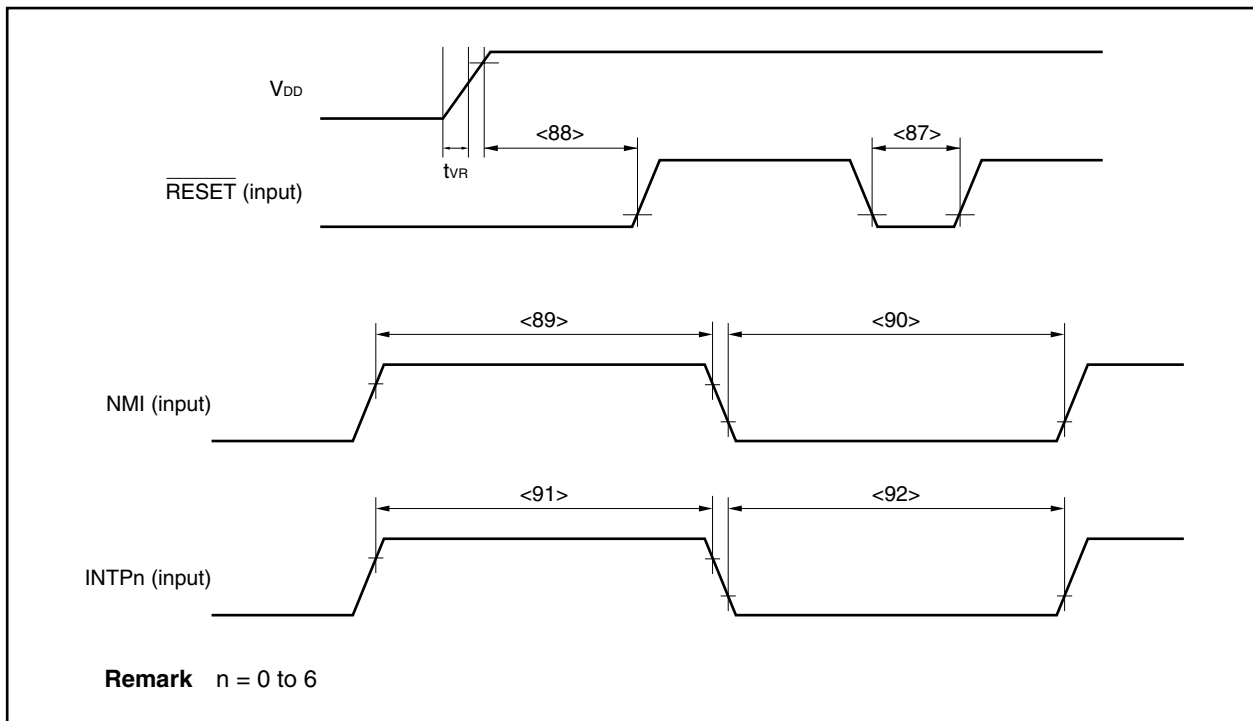 VDD
<88>
<87>
tVR
RESET (input)
<89>
<90>
NMI (input)
<91>
<92>
INTPn (input)
Remark n = 0 to 6